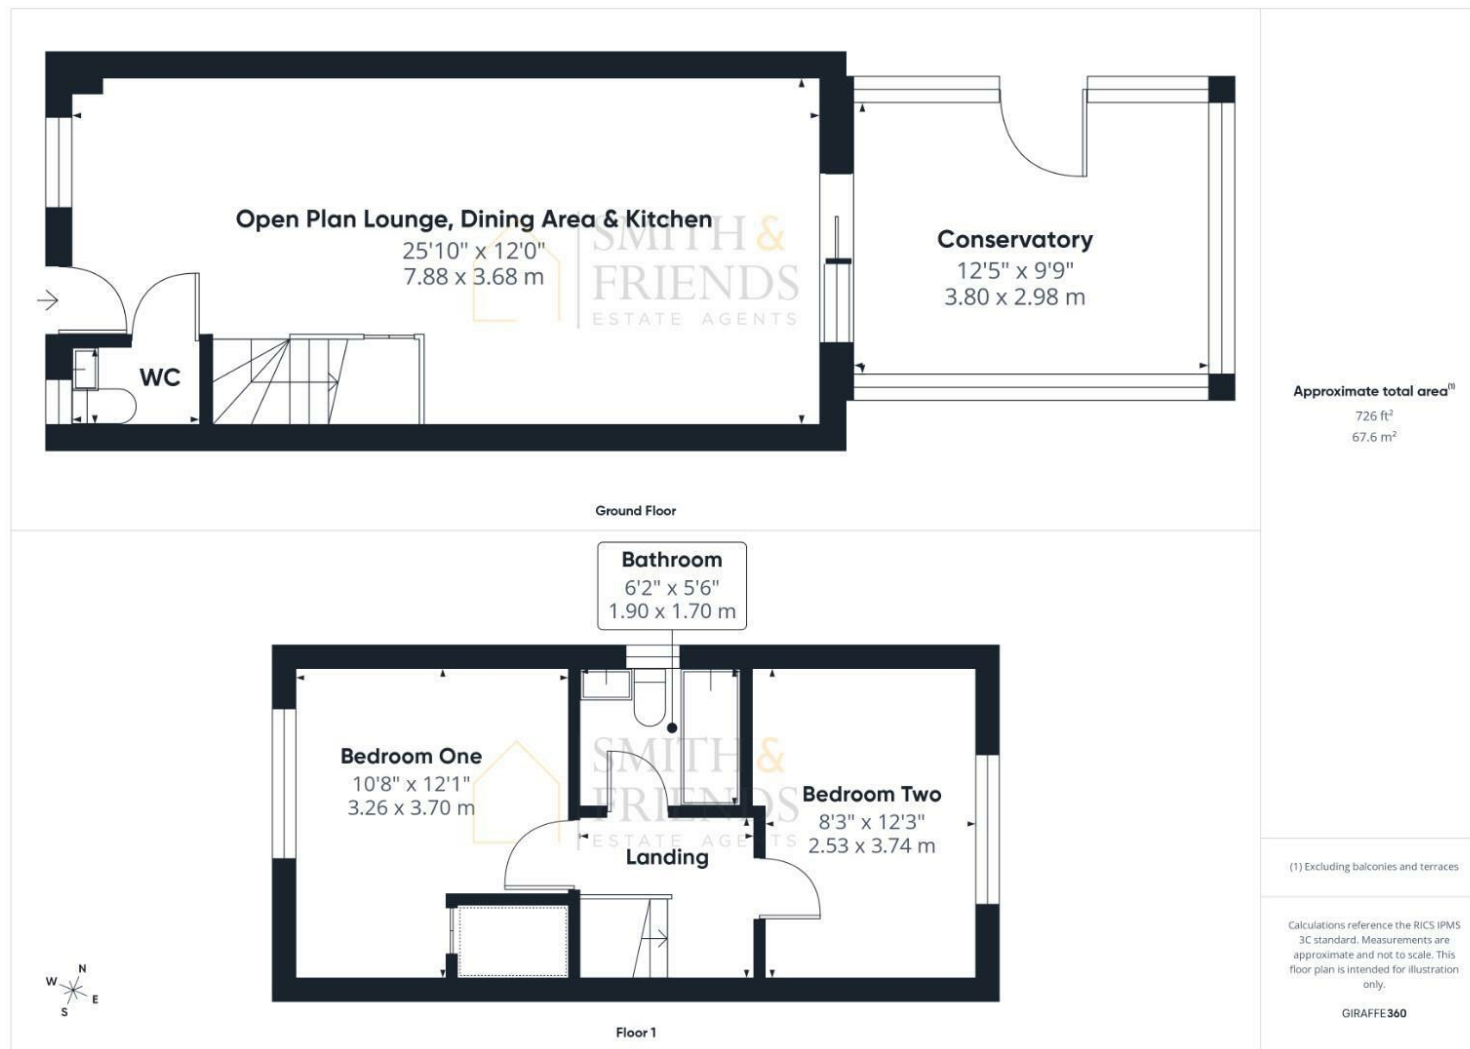 Open Plan Lounge, Dining Area & Kitchen
25'10" x 12'0"
7.88 x 3.68 m
SMITH &
FRIENDS
ESTATE AGENTS
Conservatory
12'5" x 9'9"
3.80 x 2.98 m
WC
Ground Floor
Approximate total area(1)
726 ft²
67.6 m²
Bathroom
6'2" x 5'6"
1.90 x 1.70 m
Bedroom One
10'8" x 12'1"
3.26 x 3.70 m
SMITH &
FRIENDS
ESTATE AGENTS
Bedroom Two
8'3" x 12'3"
2.53 x 3.74 m
Landing
Floor 1
N
W
E
S
(1) Excluding balconies and terraces
Calculations reference the RICS IPMS
3C standard. Measurements are
approximate and not to scale. This
floor plan is intended for illustration
only.
GIRAFFE360